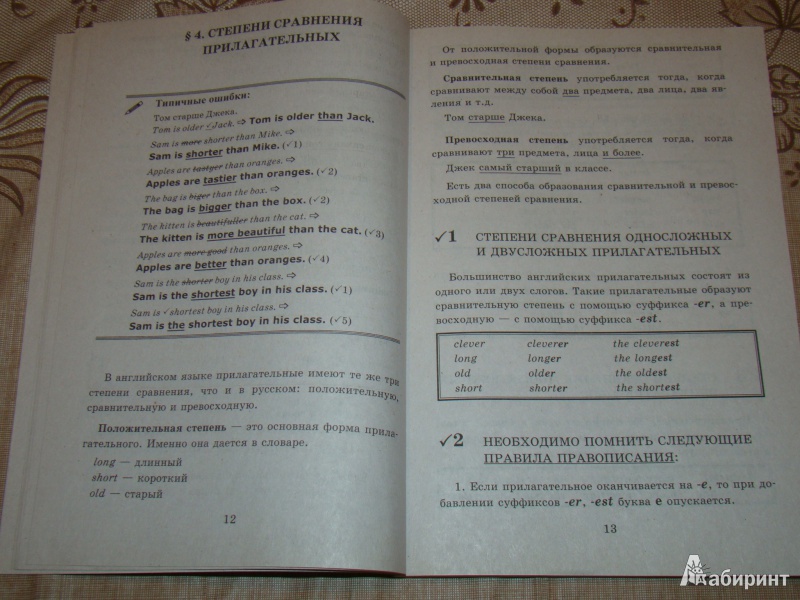 § 4. СТЕПЕНИ СРАВНЕНИЯ
ПРИЛАГАТЕЛЬНЫХ
Типичные ошибки:
Том старше Джека.
Tom is older ✓Jack. ⇨ Tom is older than Jack.
Sam is more shorter than Mike. ⇨
Sam is shorter than Mike. (✓1)
Apples are tastyer than oranges. ⇨
Apples are tastier than oranges. (✓2)
The bag is biger than the box. ⇨
The bag is bigger than the box. (✓2)
The kitten is beautifuller than the cat. ⇨
The kitten is more beautiful than the cat. (✓3)
Apples are more good than oranges. ⇨
Apples are better than oranges. (✓4)
Sam is the shorter boy in his class. ⇨
Sam is the shortest boy in his class. (✓1)
Sam is ✓shortest boy in his class. ⇨
Sam is the shortest boy in his class. (✓5)
В английском языке прилагательные имеют те же три
степени сравнения, что и в русском: положительную,
сравнительную и превосходную.
Положительная степень — это основная форма прила-
гательного. Именно она дается в словаре.
long — длинный
short — короткий
old — старый
12
От положительной формы образуются сравнительная
и превосходная степени сравнения.
Сравнительная степень употребляется тогда, когда
сравнивают между собой два предмета, два лица, два яв-
ления и т.д.
Том старше Джека.
Превосходная степень употребляется тогда, когда
сравнивают три предмета, лица и более.
Джек самый старший в классе.
Есть два способа образования сравнительной и превос-
ходной степеней сравнения.
✓1 СТЕПЕНИ СРАВНЕНИЯ ОДНОСЛОЖНЫХ
И ДВУСЛОЖНЫХ ПРИЛАГАТЕЛЬНЫХ
Большинство английских прилагательных состоят из
одного или двух слогов. Такие прилагательные образуют
сравнительную степень с помощью суффикса -er, а пре-
восходную — с помощью суффикса -est.
clever cleverer the cleverest
long longer the longest
old older the oldest
short shorter the shortest
✓2 НЕОБХОДИМО ПОМНИТЬ СЛЕДУЮЩИЕ
ПРАВИЛА ПРАВОПИСАНИЯ:
1. Если прилагательное оканчивается на -e, то при до-
бавлении суффиксов -er, -est буква e опускается.
13
Лабиринт